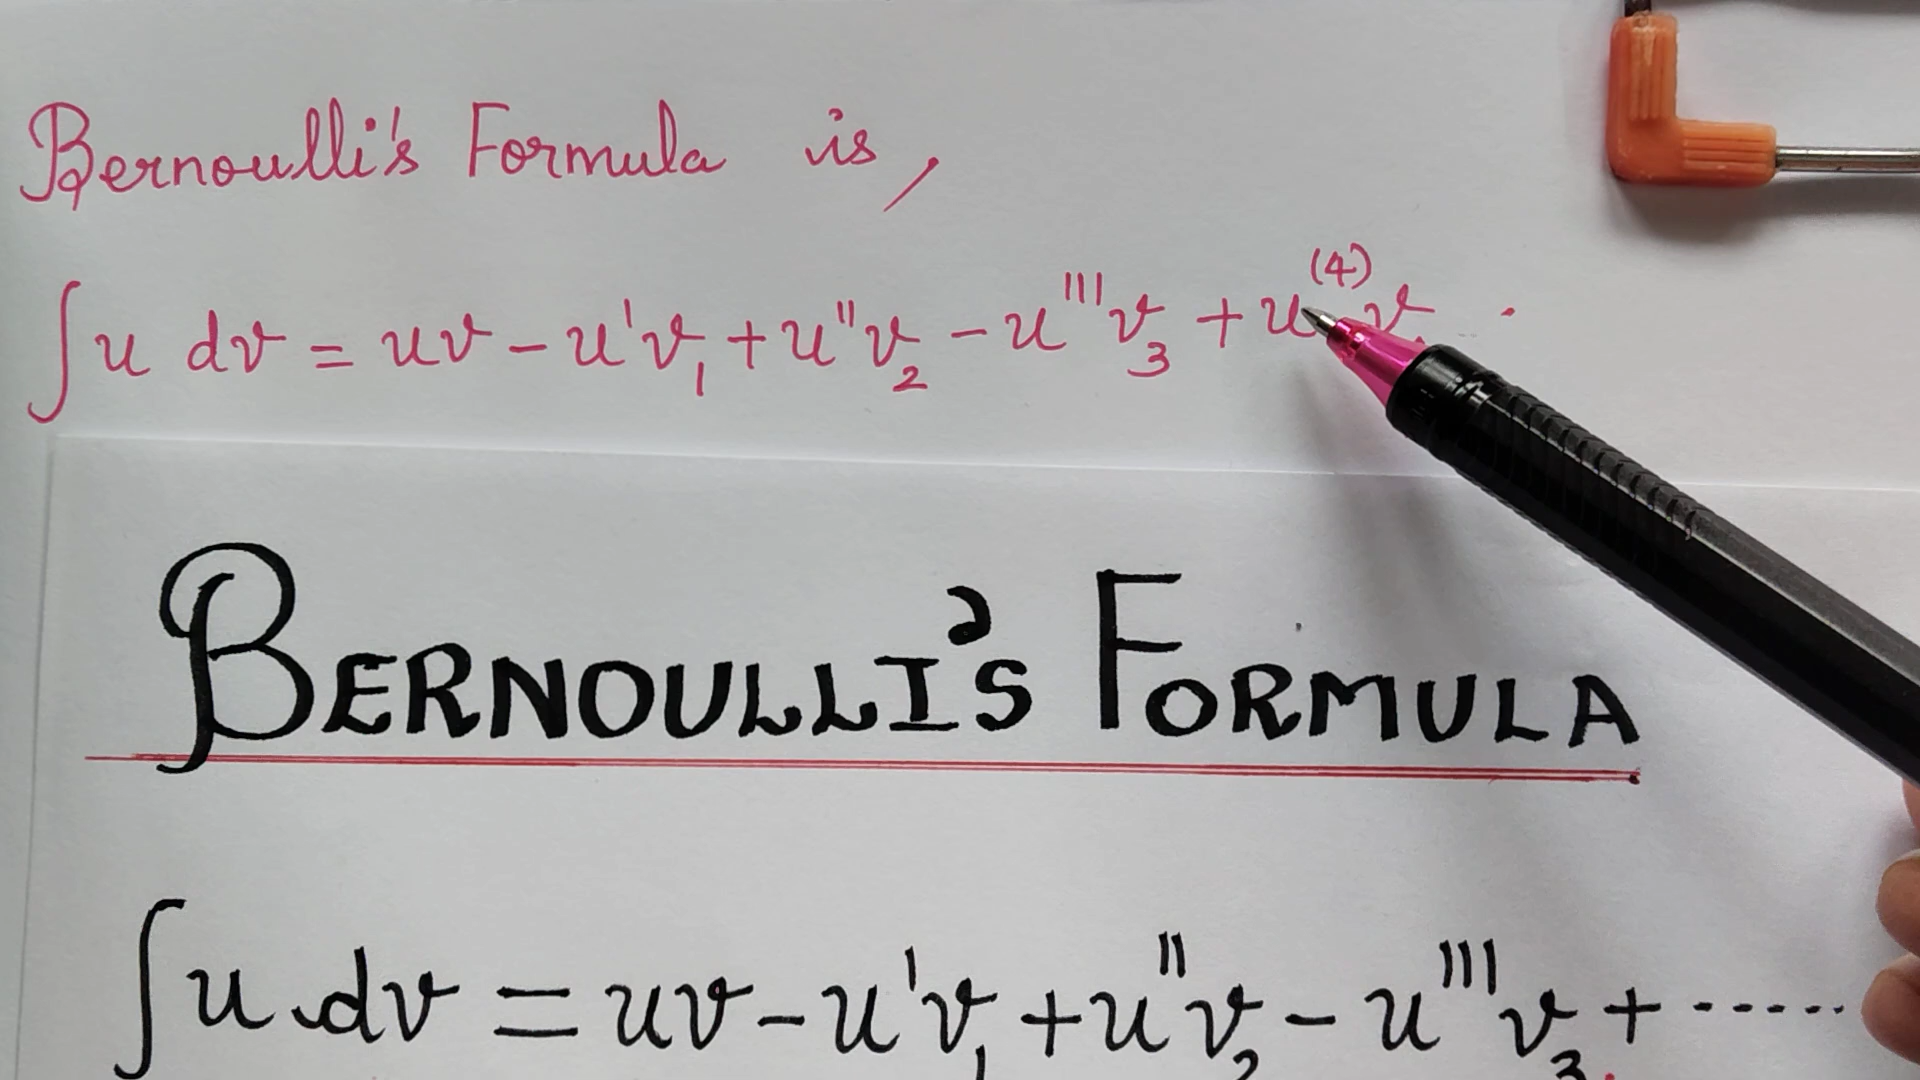 Bernoulli's Formula is,
∫u dv = uv - u'v₁ + u''v₂ - u'''v₃ + u⁽⁴⁾v
BERNOULLI'S FORMULA
∫u.dv = uv - u'v₁ + u''v₂ - u'''v₃ + .....